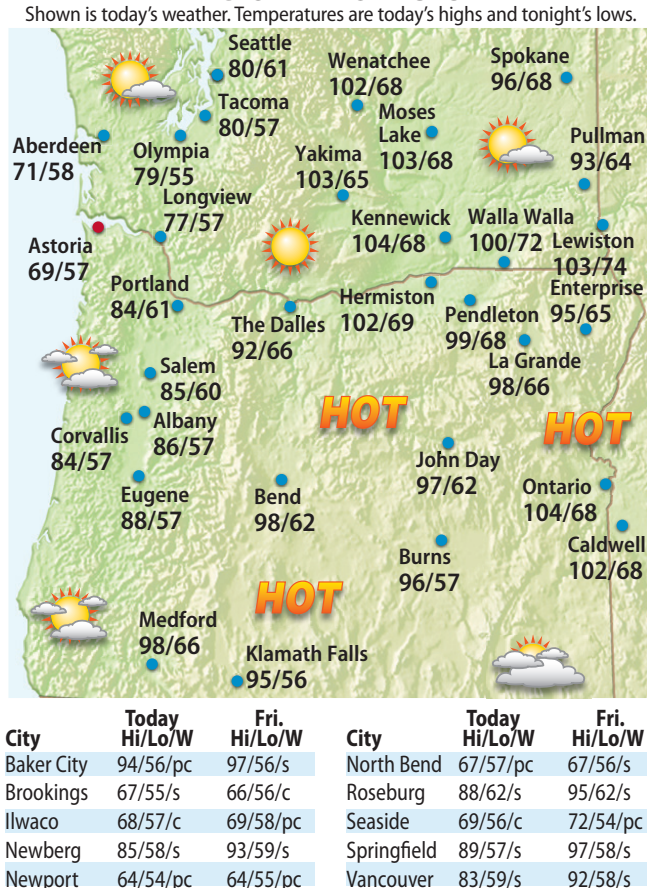 Shown is today's weather. Temperatures are today's highs and tonight's lows.
Seattle
80/61
Wenatchee
102/68
Spokane
96/68
Tacoma
80/57
Moses
Lake
103/68
Pullman
93/64
Aberdeen
71/58
Olympia
79/55
Yakima
103/65
Longview
77/57
Kennewick
104/68
Walla Walla
100/72
Lewiston
103/74
Astoria
69/57
Portland
84/61
The Dalles
92/66
Hermiston
102/69
Pendleton
99/68
Enterprise
95/65
La Grande
98/66
Salem
85/60
HOT
HOT
Albany
86/57
Corvallis
84/57
John Day
97/62
Eugene
88/57
Bend
98/62
Ontario
104/68
Caldwell
102/68
Burns
96/57
HOT
Medford
98/66
Klamath Falls
95/56
Today Fri.
City Hi/Lo/W Hi/Lo/W
Baker City 94/56/pc 97/56/s
Brookings 67/55/s 66/56/c
Ilwaco 68/57/c 69/58/pc
Newberg 85/58/s 93/59/s
Newport 64/54/pc 64/55/pc
Today Fri.
City Hi/Lo/W Hi/Lo/W
North Bend 67/57/pc 67/56/s
Roseburg 88/62/s 95/62/s
Seaside 69/56/c 72/54/pc
Springfield 89/57/s 97/58/s
Vancouver 83/59/s 92/58/s